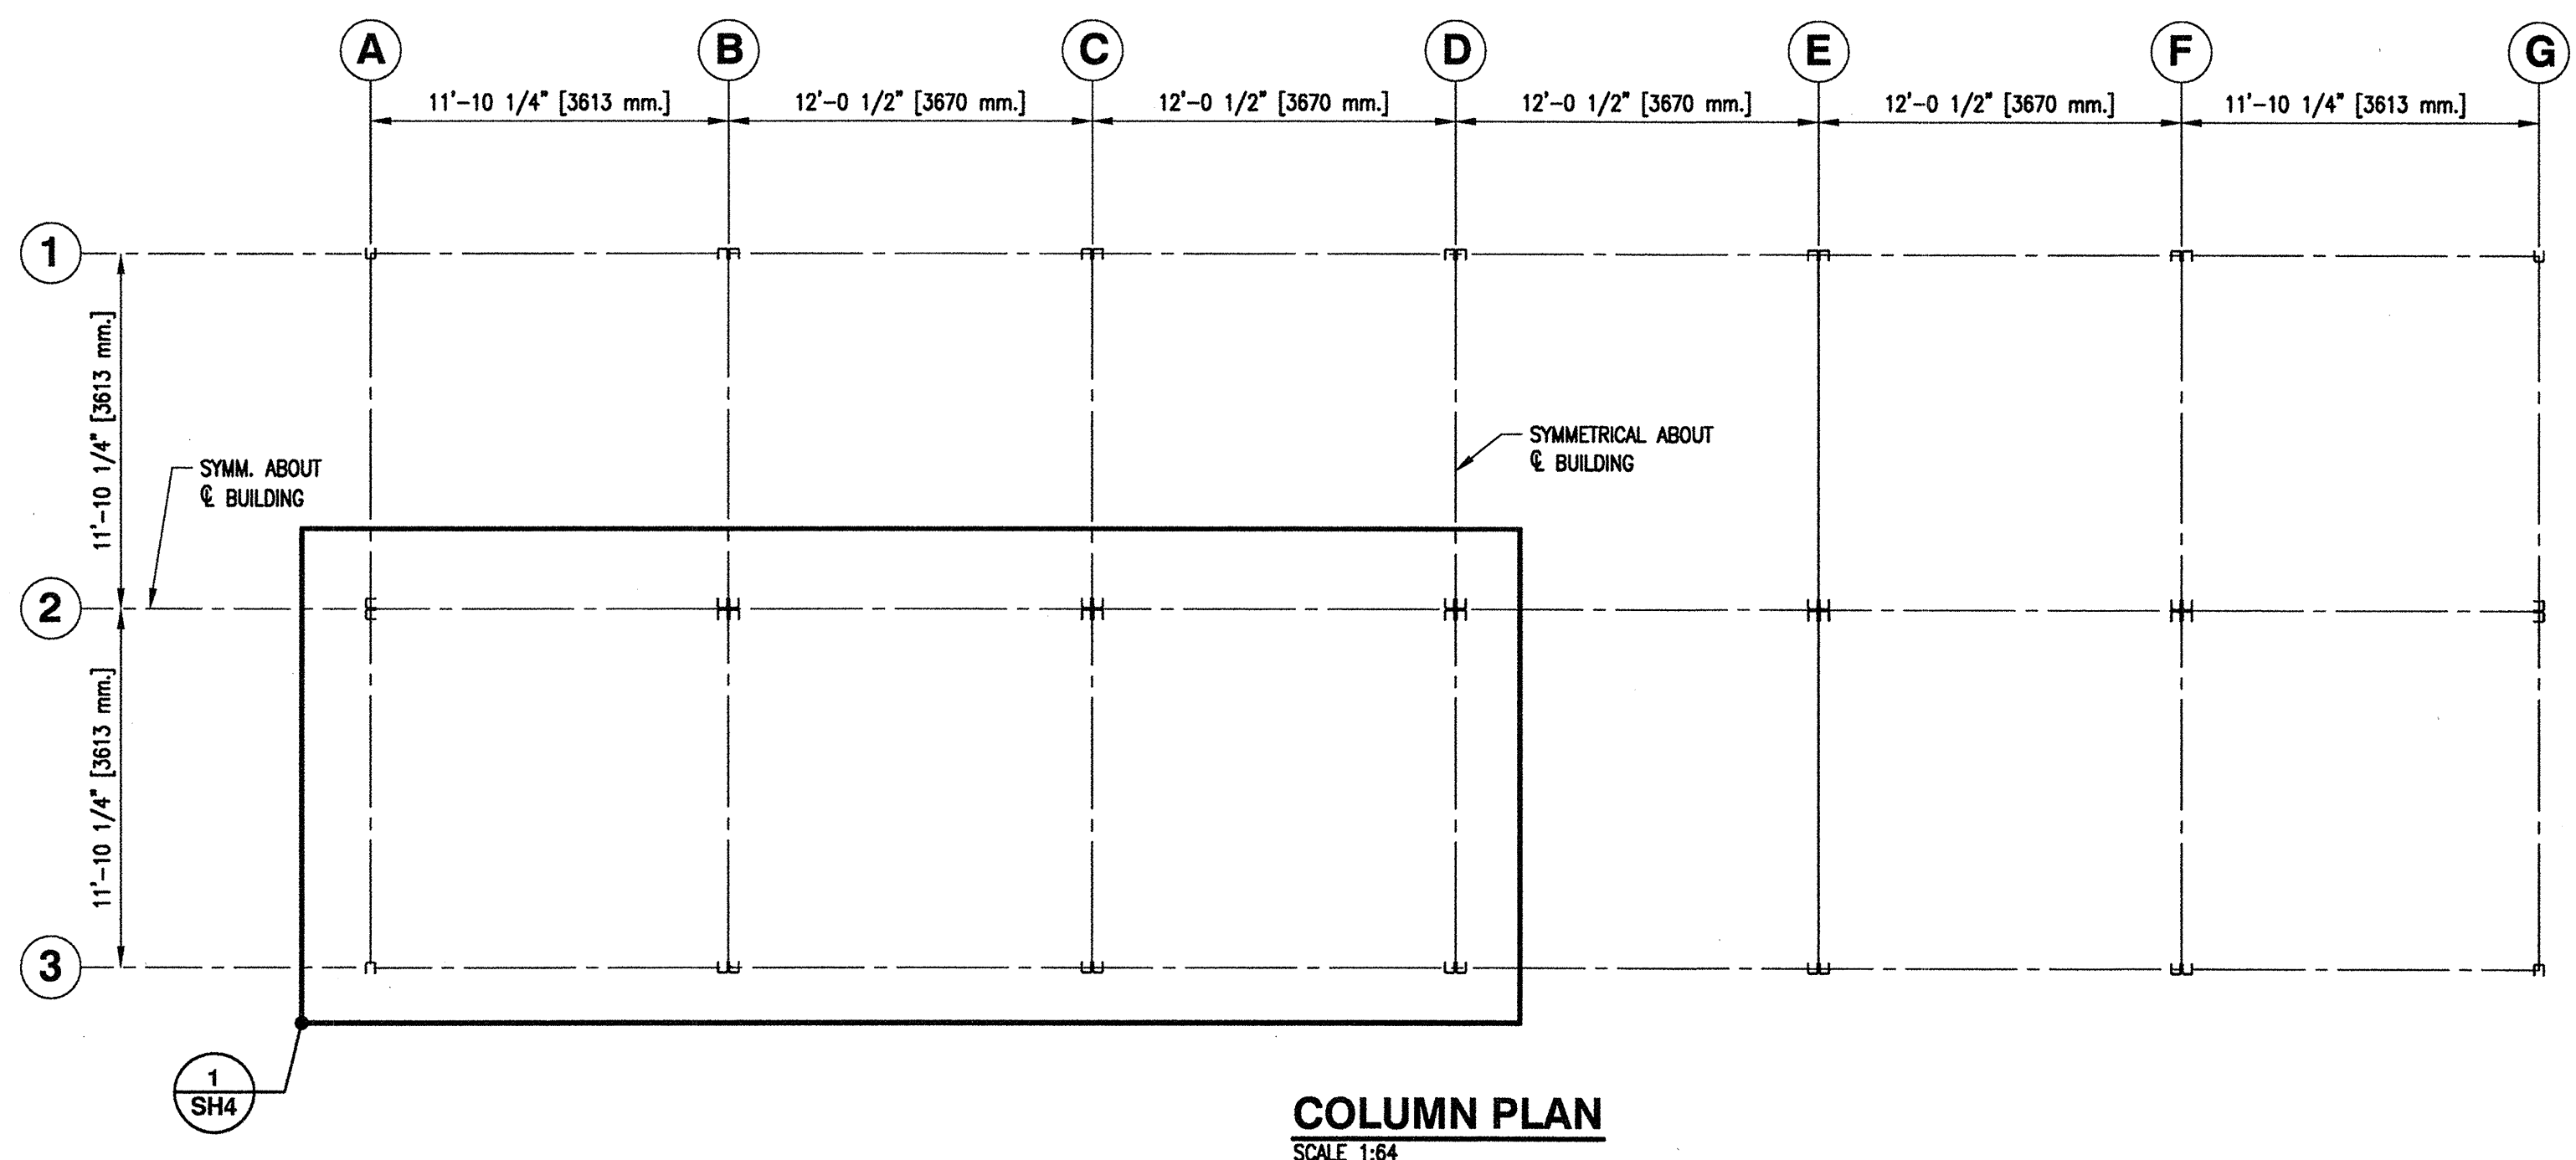 A B C D E F G
11'-10 1/4" [3613 mm.] 12'-0 1/2" [3670 mm.] 12'-0 1/2" [3670 mm.] 12'-0 1/2" [3670 mm.] 12'-0 1/2" [3670 mm.] 11'-10 1/4" [3613 mm.]
1
11'-10 1/4" [3613 mm.]
SYMMETRICAL ABOUT
℄ BUILDING
SYMM. ABOUT
℄ BUILDING
2
11'-10 1/4" [3613 mm.]
3
1
SH4
COLUMN PLAN
SCALE 1:64